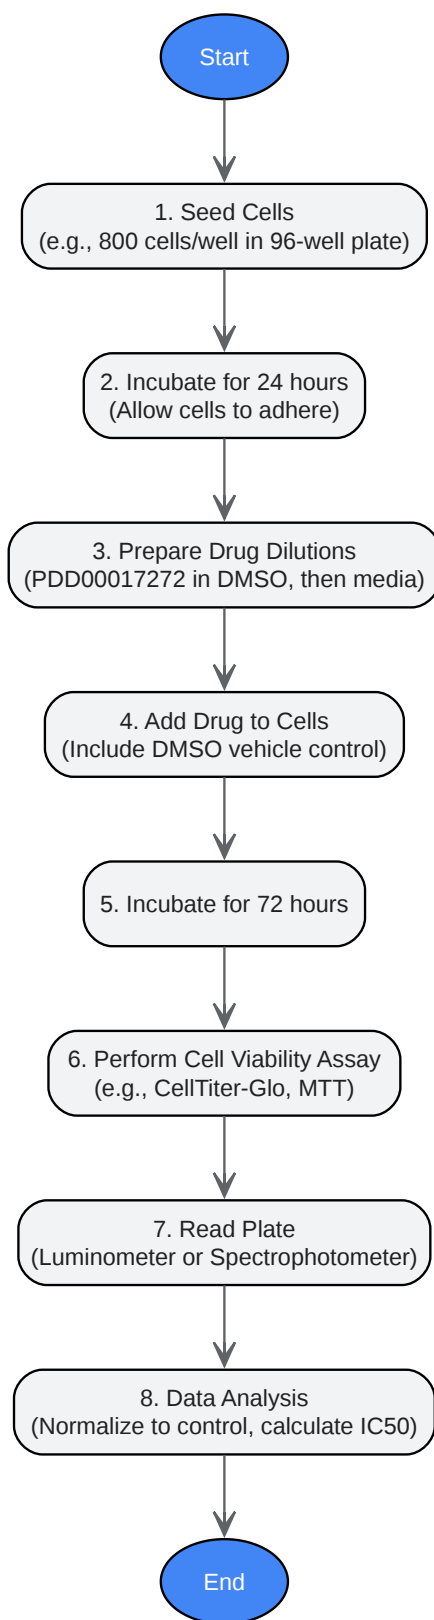 Start
1. Seed Cells
(e.g., 800 cells/well in 96-well plate)
2. Incubate for 24 hours
(Allow cells to adhere)
3. Prepare Drug Dilutions
(PDD00017272 in DMSO, then media)
4. Add Drug to Cells
(Include DMSO vehicle control)
5. Incubate for 72 hours
6. Perform Cell Viability Assay
(e.g., CellTiter-Glo, MTT)
7. Read Plate
(Luminometer or Spectrophotometer)
8. Data Analysis
(Normalize to control, calculate IC50)
End